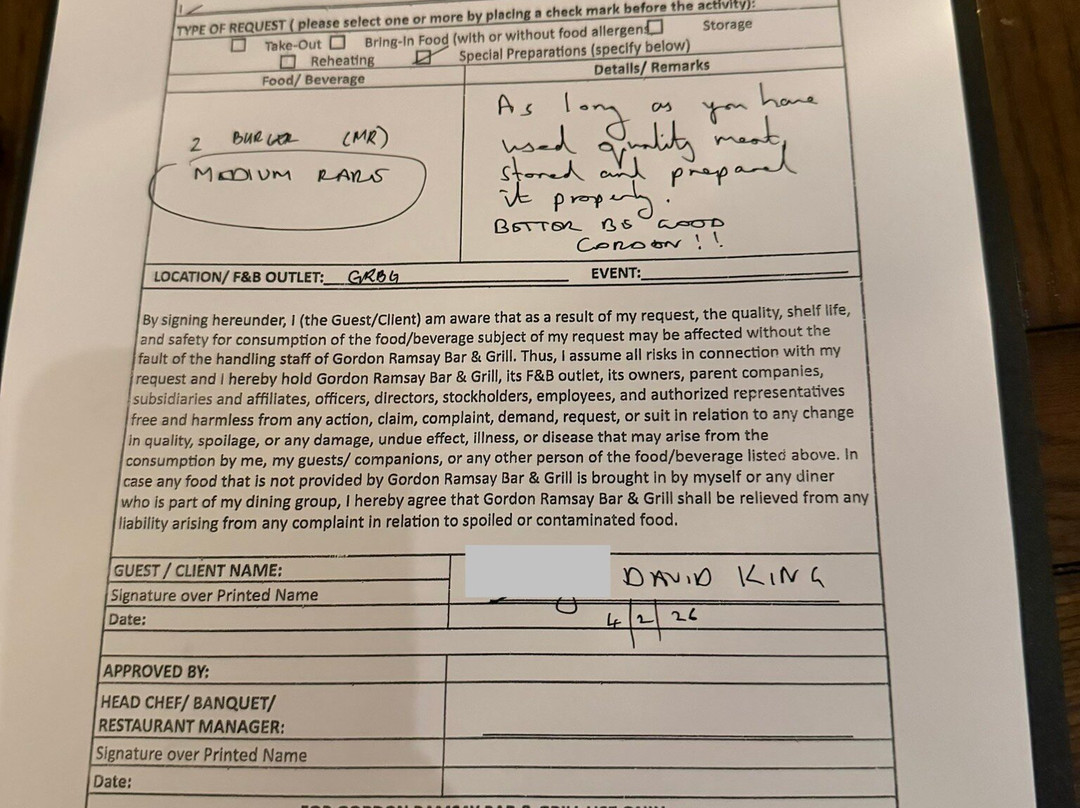 TYPE OF REQUEST ( please select one or more by placing a check mark before the activity):
Take-Out Bring-In Food (with or without food allergens Storage
Reheating Special Preparations (specify below)
Food/ Beverage Details/ Remarks
2 BURGER (MR)
MEDIUM RARE
As long as you have
used quality meat,
stored and prepared
it properly.
BETTER BE GOOD
GORDON !!
LOCATION/ F&B OUTLET: GRBG EVENT:
By signing hereunder, I (the Guest/Client) am aware that as a result of my request, the quality, shelf life,
and safety for consumption of the food/beverage subject of my request may be affected without the
fault of the handling staff of Gordon Ramsay Bar & Grill. Thus, I assume all risks in connection with my
request and I hereby hold Gordon Ramsay Bar & Grill, its F&B outlet, its owners, parent companies,
subsidiaries and affiliates, officers, directors, stockholders, employees, and authorized representatives
free and harmless from any action, claim, complaint, demand, request, or suit in relation to any change
in quality, spoilage, or any damage, undue effect, illness, or disease that may arise from the
consumption by me, my guests/ companions, or any other person of the food/beverage listed above. In
case any food that is not provided by Gordon Ramsay Bar & Grill is brought in by myself or any diner
who is part of my dining group, I hereby agree that Gordon Ramsay Bar & Grill shall be relieved from any
liability arising from any complaint in relation to spoiled or contaminated food.
GUEST / CLIENT NAME: DAVID KING
Signature over Printed Name
Date: 4/2/26
APPROVED BY:
HEAD CHEF/ BANQUET/
RESTAURANT MANAGER:
Signature over Printed Name
Date: